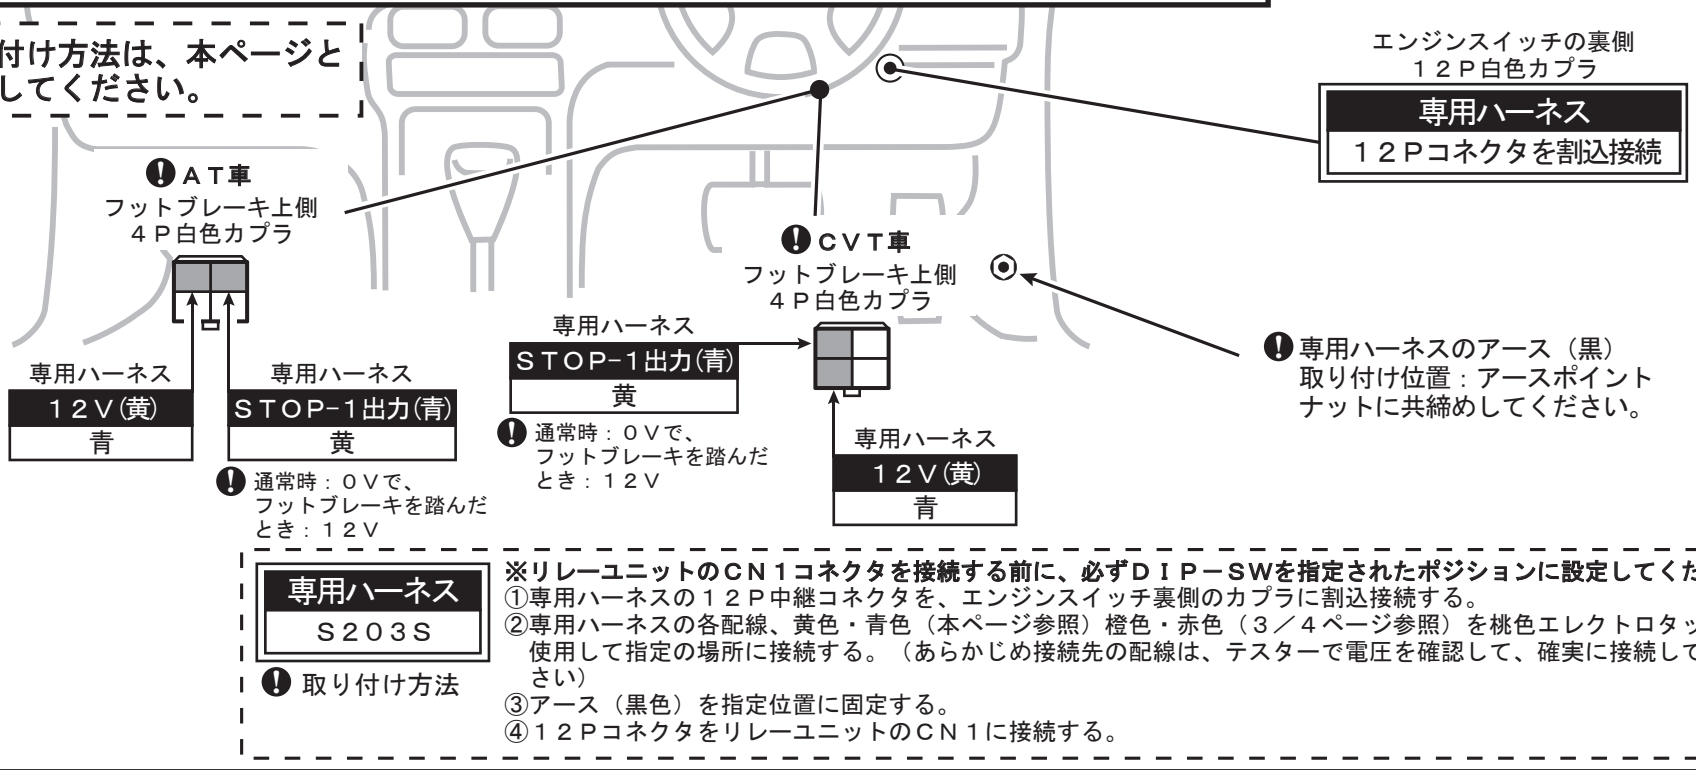 付け方法は、本ページと
してください。
エンジンスイッチの裏側
12P白色カプラ
専用ハーネス
12Pコネクタを割込接続
AT車
フットブレーキ上側
4P白色カプラ
専用ハーネス
12V(黄)
青
専用ハーネス
STOP-1出力(青)
黄
通常時:0Vで、
フットブレーキを踏んだ
とき:12V
CVT車
フットブレーキ上側
4P白色カプラ
専用ハーネス
STOP-1出力(青)
黄
通常時:0Vで、
フットブレーキを踏んだ
とき:12V
専用ハーネス
12V(黄)
青
専用ハーネスのアース(黒)
取り付け位置:アースポイント
ナットに共締めしてください。
専用ハーネス
S203S
取り付け方法
※リレーユニットのCN1コネクタを接続する前に、必ずDIP-SWを指定されたポジションに設定してくだ
①専用ハーネスの12P中継コネクタを、エンジンスイッチ裏側のカプラに割込接続する。
②専用ハーネスの各配線、黄色・青色(本ページ参照)橙色・赤色(3/4ページ参照)を桃色エレクトロタッ
使用して指定の場所に接続する。(あらかじめ接続先の配線は、テスターで電圧を確認して、確実に接続して
さい)
③アース(黒色)を指定位置に固定する。
④12PコネクタをリレーユニットのCN1に接続する。